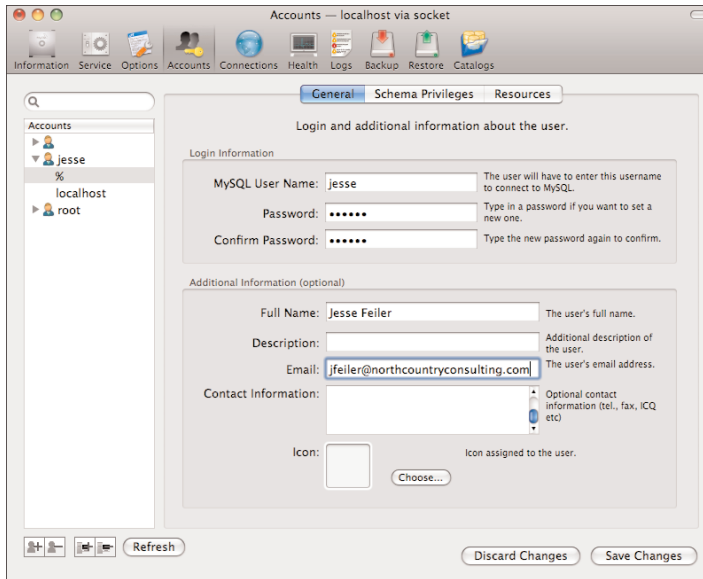 Accounts — localhost via socket
Information Service Options Accounts Connections Health Logs Backup Restore Catalogs
General Schema Privileges Resources
Login and additional information about the user.
Accounts
jesse
%
localhost
root
Login Information
MySQL User Name: jesse
The user will have to enter this username
to connect to MySQL.
Password: ••••••
Type in a password if you want to set a
new one.
Confirm Password: ••••••
Type the new password again to confirm.
Additional Information (optional)
Full Name: Jesse Feiler
The user's full name.
Description:
Additional description of
the user.
Email: jfeiler@northcountryconsulting.com
The user's email address.
Contact Information:
Optional contact
information (tel., fax, ICQ
etc)
Icon:
Icon assigned to the user.
Choose...
Refresh
Discard Changes Save Changes